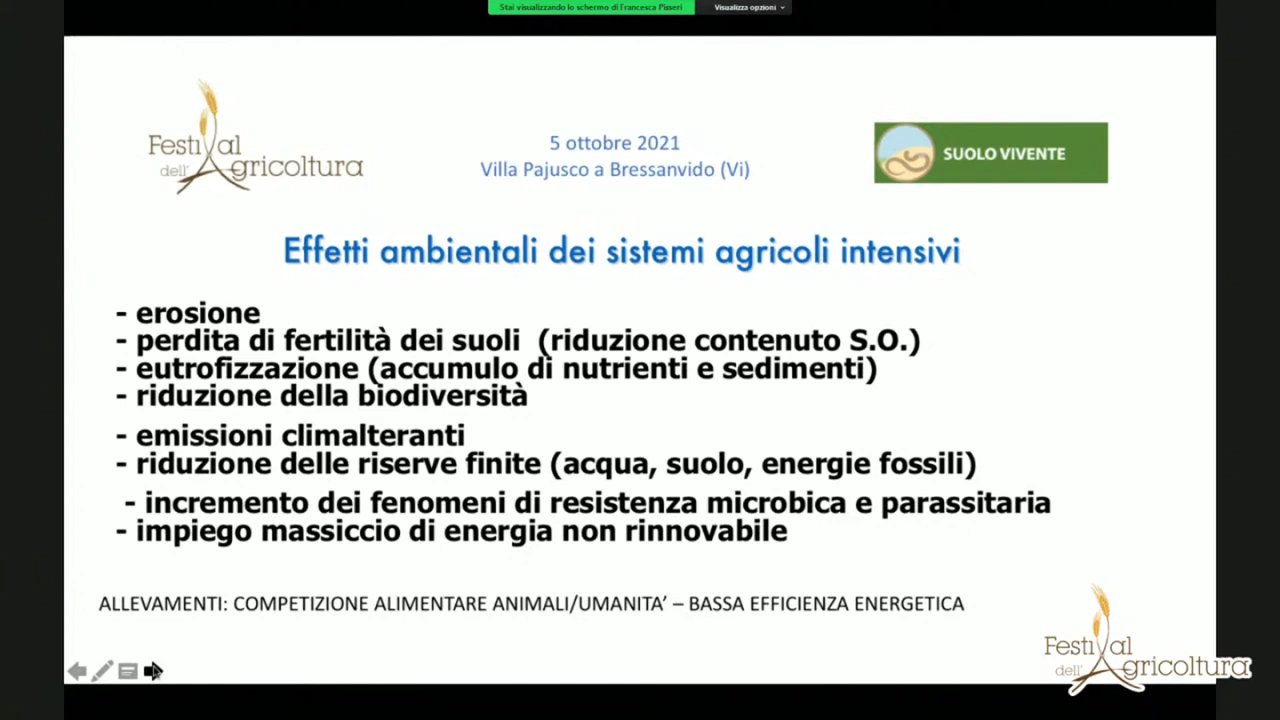 Stai visualizzando lo schermo di Francesca Pisseri
Visualizza opzioni
Festival
dell'Agricoltura
5 ottobre 2021
Villa Pajusco a Bressanvido (Vi)
SUOLO VIVENTE
Effetti ambientali dei sistemi agricoli intensivi
- erosione
- perdita di fertilità dei suoli (riduzione contenuto S.O.)
- eutrofizzazione (accumulo di nutrienti e sedimenti)
- riduzione della biodiversità
- emissioni climalteranti
- riduzione delle riserve finite (acqua, suolo, energie fossili)
- incremento dei fenomeni di resistenza microbica e parassitaria
- impiego massiccio di energia non rinnovabile
ALLEVAMENTI: COMPETIZIONE ALIMENTARE ANIMALI/UMANITA' – BASSA EFFICIENZA ENERGETICA
Festival
dell'Agricoltura